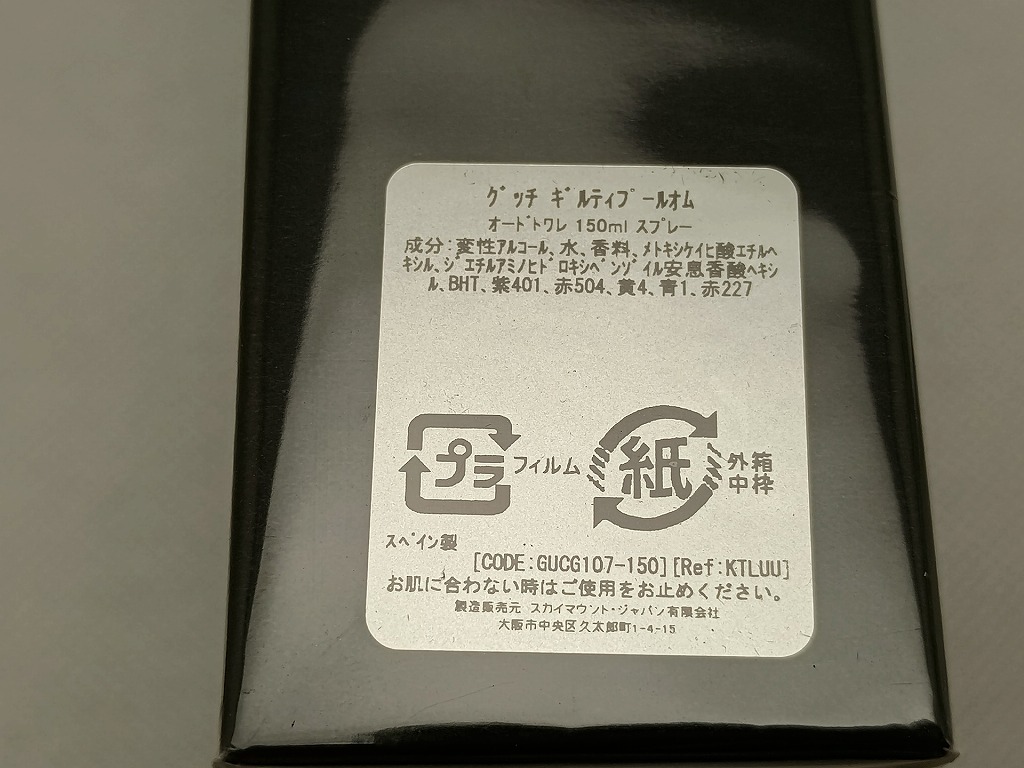 ｸﾞｯﾁ ｷﾞﾙﾃｨﾌﾟｰﾙｵﾑ
ｵｰﾄﾞﾄﾜﾚ 150ml ｽﾌﾟﾚｰ
成分:変性ｱﾙｺｰﾙ､水､香料､ﾒﾄｷｼｹｲﾋ酸ｴﾁﾙﾍ
ｷｼﾙ､ｼﾞｴﾁﾙｱﾐﾉﾋﾄﾞﾛｷｼﾍﾞﾝｿﾞｲﾙ安息香酸ﾍｷｼ
ﾙ､BHT､紫401､赤504､黄4､青1､赤227
プラ フィルム 紙 外箱
中枠
ｽﾍﾟｲﾝ製
[CODE:GUCG107-150][Ref:KTLUU]
お肌に合わない時はご使用をお止めください。
製造販売元 スカイマウント・ジャパン有限会社
大阪市中央区久太郎町1-4-15